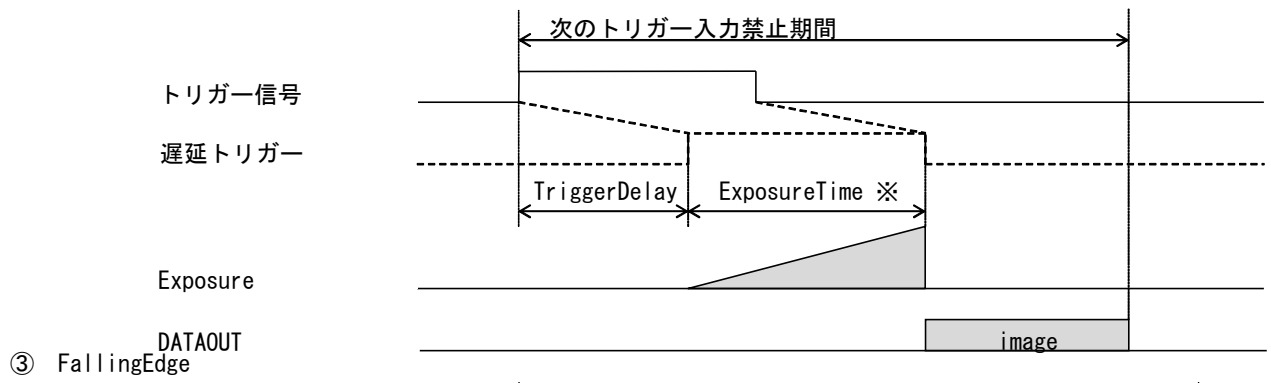 次のトリガー入力禁止期間
トリガー信号
遅延トリガー
TriggerDelay ExposureTime ※
Exposure
DATAOUT image
③ FallingEdge